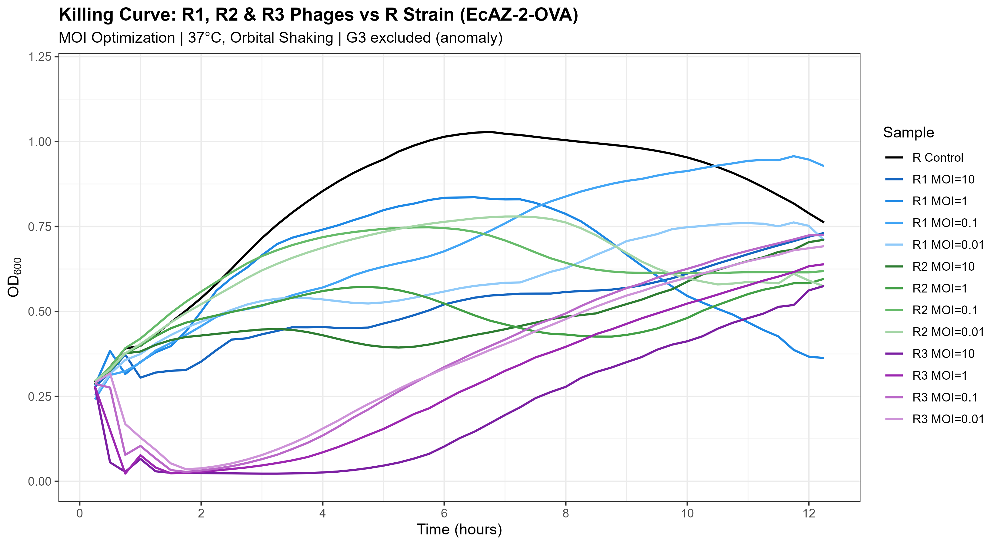 Killing Curve: R1, R2 & R3 Phages vs R Strain (EcAZ-2-OVA)
MOI Optimization | 37°C, Orbital Shaking | G3 excluded (anomaly)
1.25
1.00
0.75
0.50
0.25
0.00
OD600
0 2 4 6 8 10 12
Time (hours)
Sample
R Control
R1 MOI=10
R1 MOI=1
R1 MOI=0.1
R1 MOI=0.01
R2 MOI=10
R2 MOI=1
R2 MOI=0.1
R2 MOI=0.01
R3 MOI=10
R3 MOI=1
R3 MOI=0.1
R3 MOI=0.01